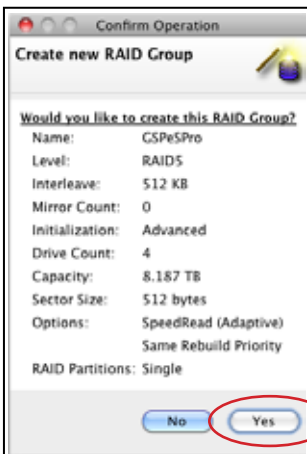 Confirm Operation
Create new RAID Group
Would you like to create this RAID Group?
Name: GSPeSPro
Level: RAID5
Interleave: 512 KB
Mirror Count: 0
Initialization: Advanced
Drive Count: 4
Capacity: 8.187 TB
Sector Size: 512 bytes
Options: SpeedRead (Adaptive)
Same Rebuild Priority
RAID Partitions: Single
No Yes